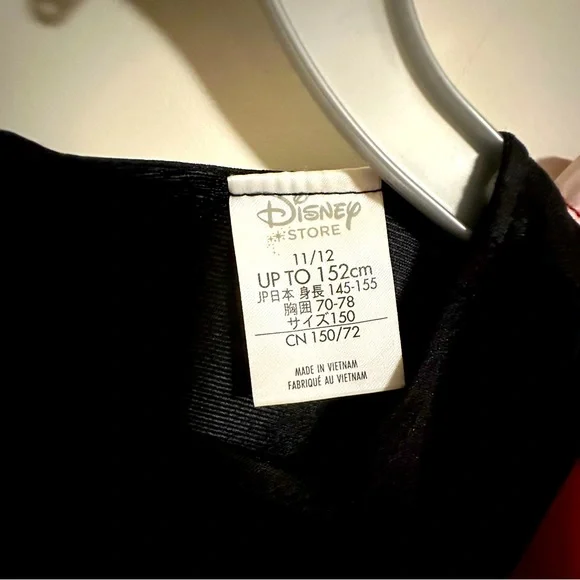 Disney
STORE
11/12
UP TO 152cm
JP日本 身長 145-155
胸囲 70-78
サイズ150
CN 150/72
MADE IN VIETNAM
FABRIQUÉ AU VIETNAM